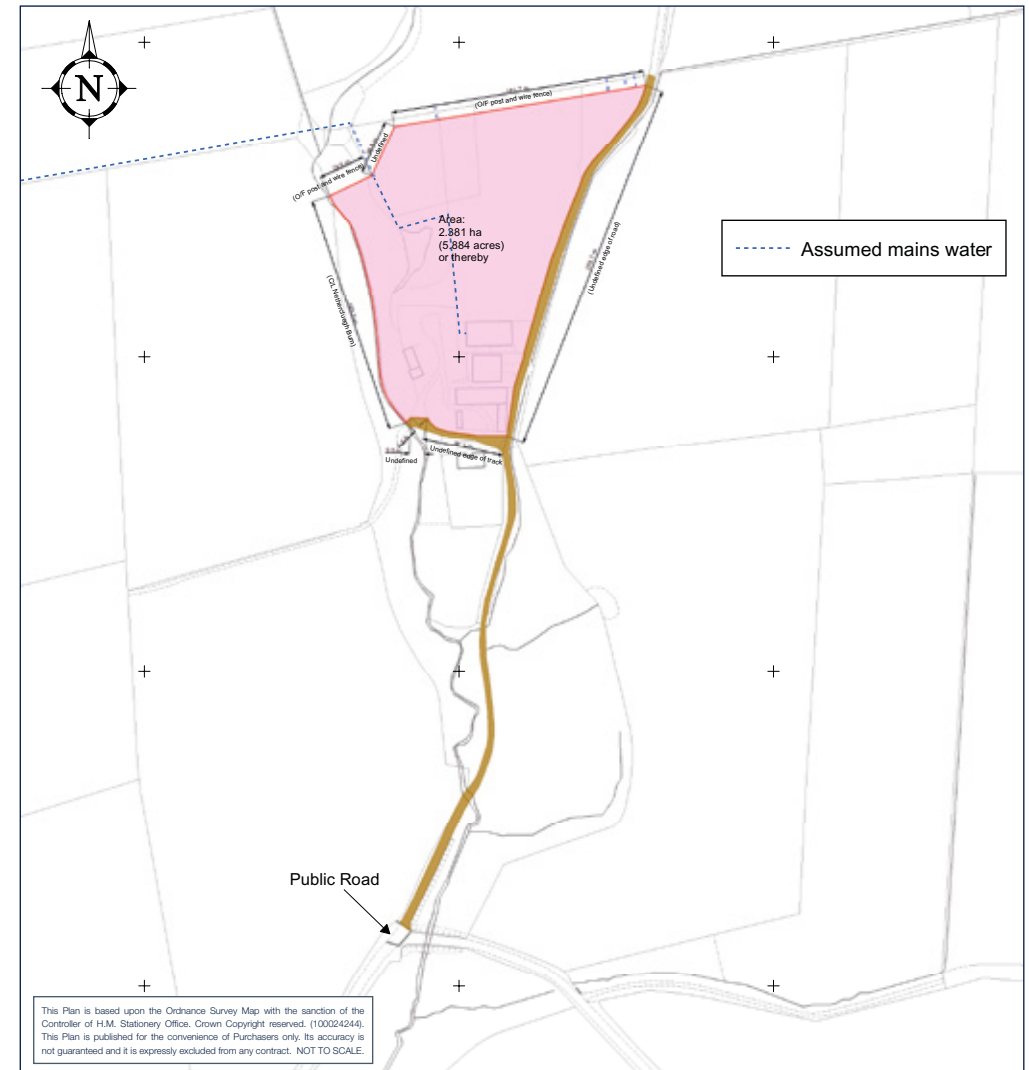 N
(O/F post and wire fence)
Undefined
(O/F post and wire fence)
Area:
2.381 ha
(5.884 acres)
or thereby
Assumed mains water
(Undefined edge of road)
(C/L Netherdueagh Burn)
Undefined
Undefined edge of track
Public Road
This Plan is based upon the Ordnance Survey Map with the sanction of the
Controller of H.M. Stationery Office. Crown Copyright reserved. (100024244).
This Plan is published for the convenience of Purchasers only. Its accuracy is
not guaranteed and it is expressly excluded from any contract. NOT TO SCALE.